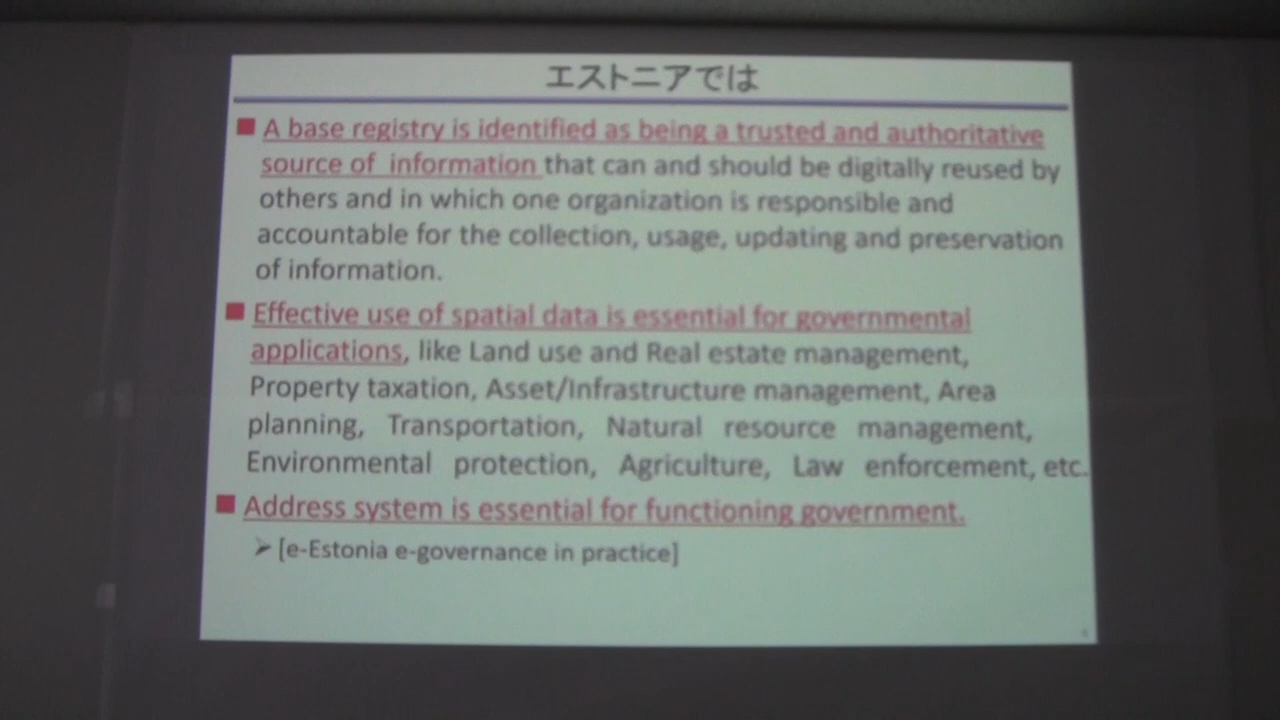 エストニアでは
■ A base registry is identified as being a trusted and authoritative
source of information that can and should be digitally reused by
others and in which one organization is responsible and
accountable for the collection, usage, updating and preservation
of information.
■ Effective use of spatial data is essential for governmental
applications, like Land use and Real estate management,
Property taxation, Asset/Infrastructure management, Area
planning, Transportation, Natural resource management,
Environmental protection, Agriculture, Law enforcement, etc.
■ Address system is essential for functioning government.
➢ [e-Estonia e-governance in practice]